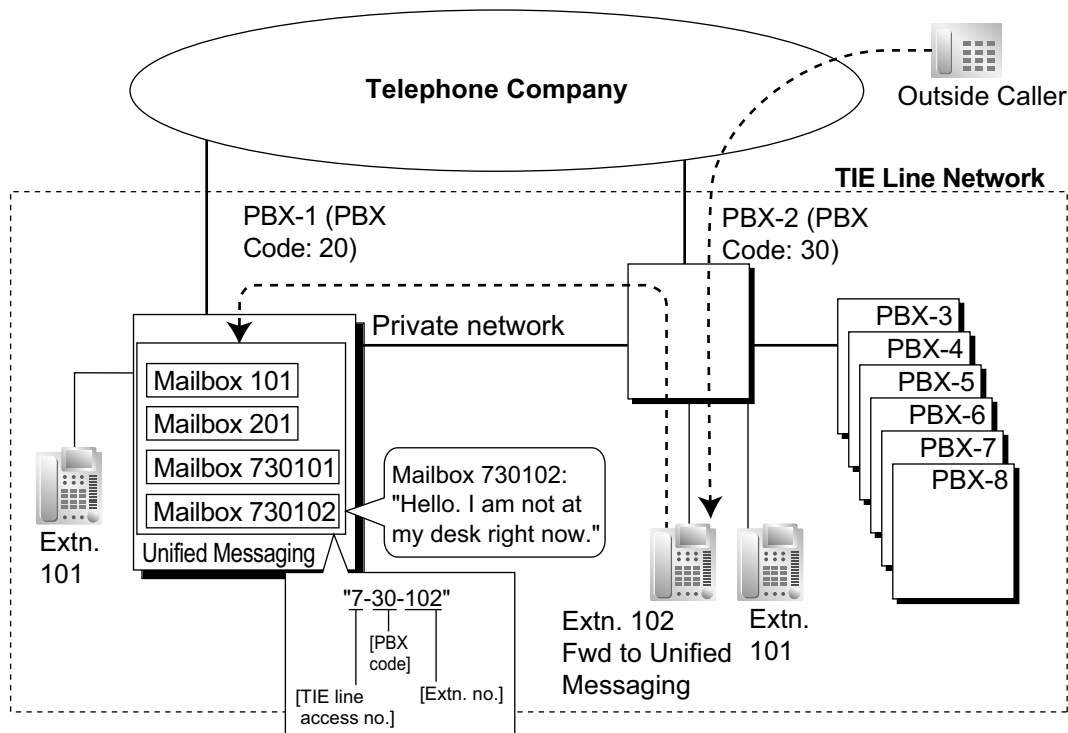 Telephone Company
Outside Caller
TIE Line Network
PBX-1 (PBX
Code: 20)
PBX-2 (PBX
Code: 30)
Private network
PBX-3
PBX-4
PBX-5
PBX-6
PBX-7
PBX-8
Mailbox 101
Mailbox 201
Mailbox 730101
Mailbox 730102
Unified Messaging
Mailbox 730102:
"Hello. I am not at
my desk right now."
Extn.
101
"7-30-102"
[PBX
code]
[TIE line
access no.]
[Extn. no.]
Extn. 102
Fwd to Unified
Messaging
Extn.
101